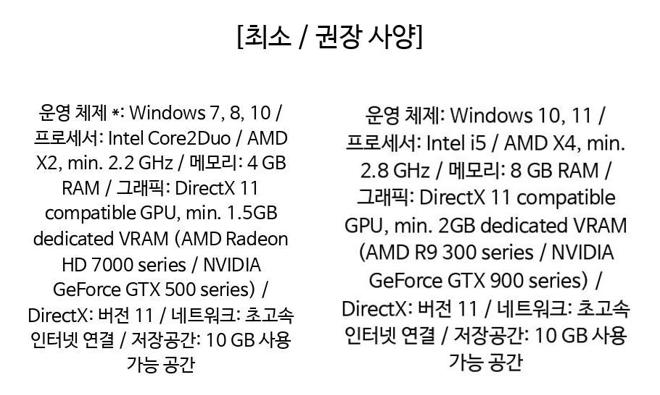 [최소 / 권장 사양]
운영 체제 *: Windows 7, 8, 10 /
프로세서: Intel Core2Duo / AMD
X2, min. 2.2 GHz / 메모리: 4 GB
RAM / 그래픽: DirectX 11
compatible GPU, min. 1.5GB
dedicated VRAM (AMD Radeon
HD 7000 series / NVIDIA
GeForce GTX 500 series) /
DirectX: 버전 11 / 네트워크: 초고속
인터넷 연결 / 저장공간: 10 GB 사용
가능 공간
운영 체제: Windows 10, 11 /
프로세서: Intel i5 / AMD X4, min.
2.8 GHz / 메모리: 8 GB RAM /
그래픽: DirectX 11 compatible
GPU, min. 2GB dedicated VRAM
(AMD R9 300 series / NVIDIA
GeForce GTX 900 series) /
DirectX: 버전 11 / 네트워크: 초고속
인터넷 연결 / 저장공간: 10 GB 사용
가능 공간